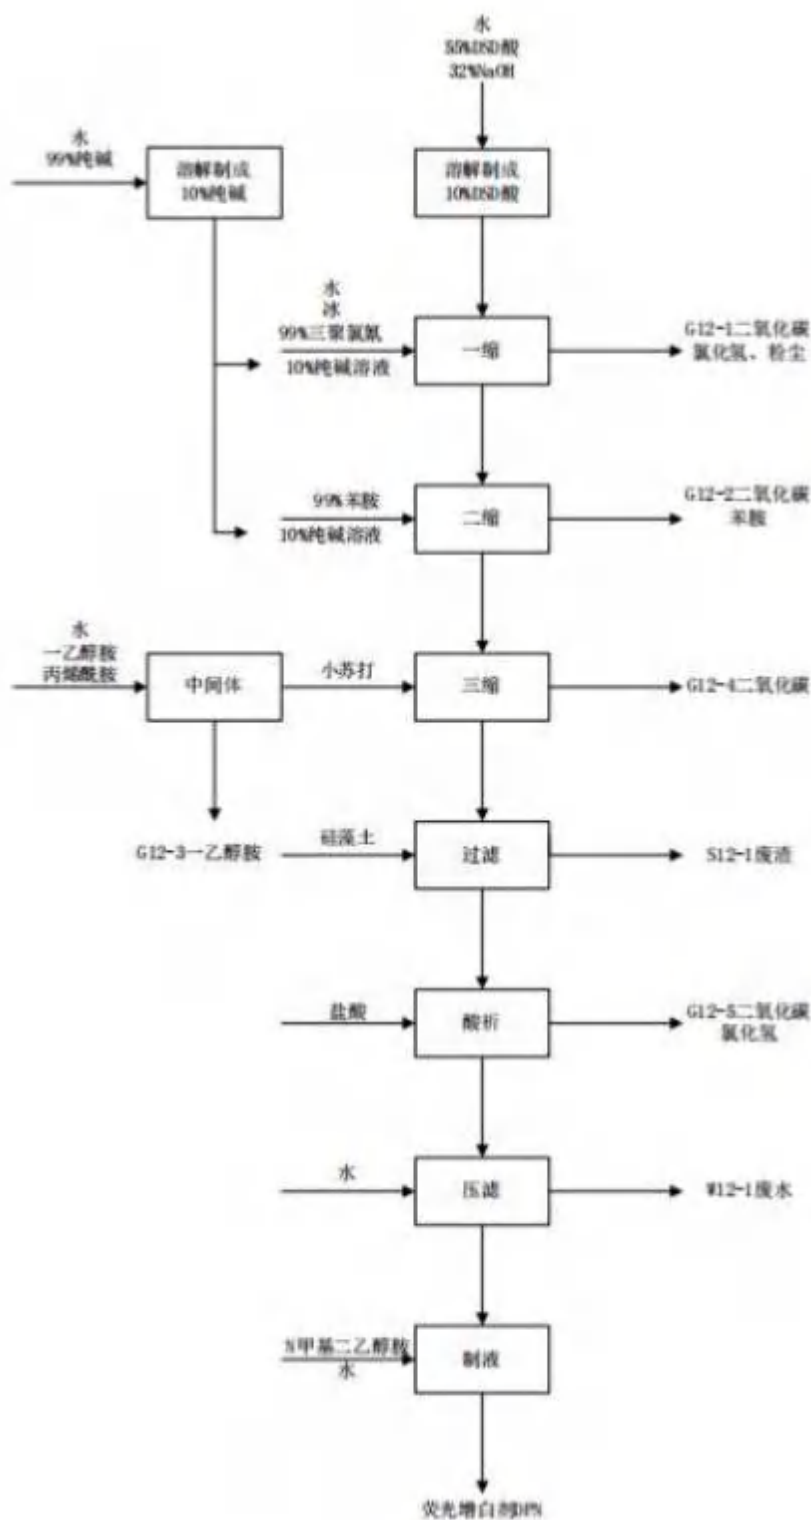 水
55%DSD酸
32%NaOH
水
99%纯碱
溶解制成
10%纯碱
溶解制成
10%DSD酸
水
冰
99%三聚氯氰
10%纯碱溶液
一缩
G12-1二氧化碳
氯化氢、粉尘
99%苯胺
10%纯碱溶液
二缩
G12-2二氧化碳
苯胺
水
一乙醇胺
丙烯酰胺
中间体
小苏打
三缩
G12-4二氧化碳
G12-3一乙醇胺
硅藻土
过滤
S12-1废渣
盐酸
酸析
G12-5二氧化碳
氯化氢
水
压滤
W12-1废水
N甲基二乙醇胺
水
制液
荧光增白剂DPN